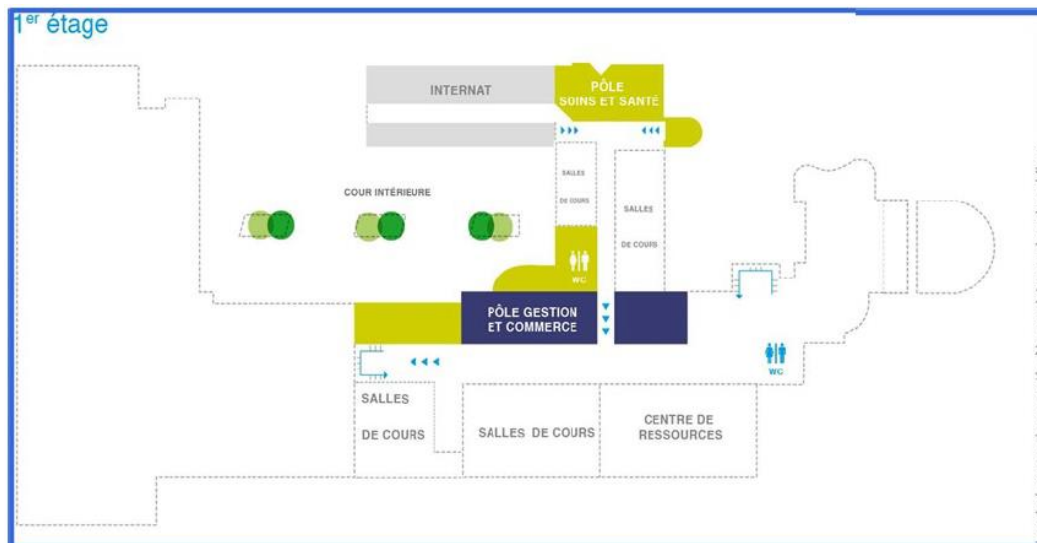 1er étage
INTERNAT
PÔLE
SOINS ET SANTÉ
SALLES
DE COURS
SALLES
DE COURS
COUR INTÉRIEURE
WC
PÔLE GESTION
ET COMMERCE
WC
SALLES
DE COURS
SALLES DE COURS
CENTRE DE
RESSOURCES